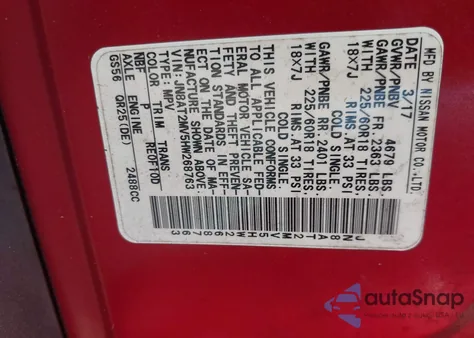 MFD BY NISSAN MOTOR CO.,LTD.
DATE 3/17
GVWR/PNBV 4679 LBS.
GAWR/PNBE FR. 2363 LBS.
WITH 225/60R18 TIRES,
18X7J RIMS AT 33 PSI
COLD SINGLE.
GAWR/PNBE RR. 2401 LBS.
WITH 225/60R18 TIRES,
18X7J RIMS AT 33 PSI
COLD SINGLE.
THIS VEHICLE CONFORMS
TO ALL APPLICABLE FED-
ERAL MOTOR VEHICLE SA-
FETY AND THEFT PREVEN-
TION STANDARDS IN EFF-
ECT ON THE DATE OF MA-
NUFACTURE SHOWN ABOVE.
VIN: JN8AT2MV5HW268763
TYPE: MPV
COLOR TRIM TRANS
NBF P RE0F10D
AXLE ENGINE
GS56 QR25(DE) 2488CC
JN8AT2MV5HW268763
autoSnap